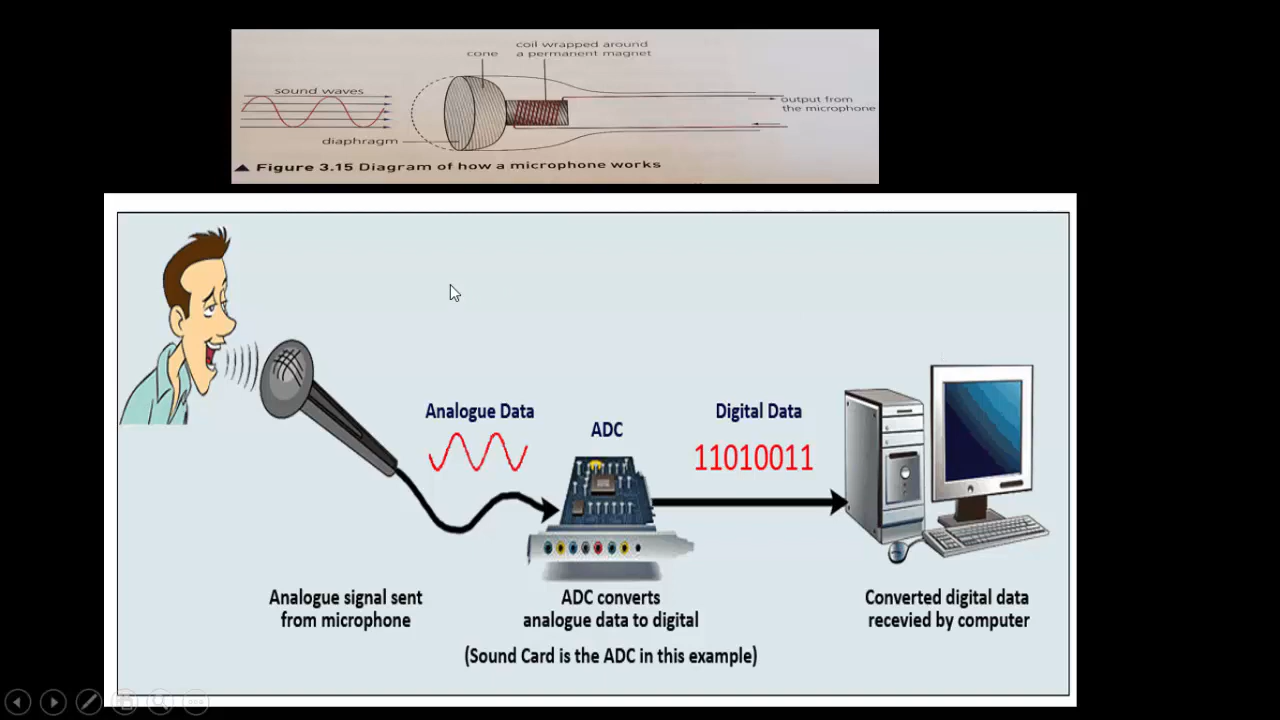 coil wrapped around
cone
a permanent magnet
sound waves
output from
the microphone
diaphragm
Figure 3.15 Diagram of how a microphone works
Analogue Data
ADC
Digital Data
11010011
Analogue signal sent
from microphone
ADC converts
analogue data to digital
Converted digital data
recevied by computer
(Sound Card is the ADC in this example)